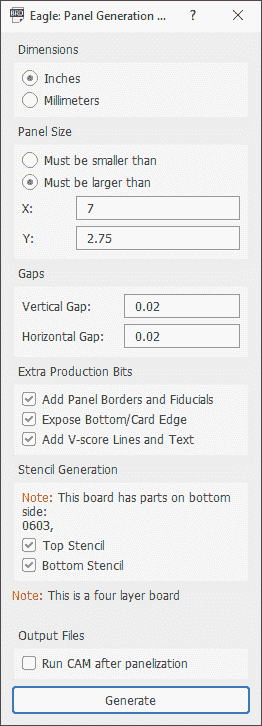 Eagle: Panel Generation ... ? ×
Dimensions
Inches
Millimeters
Panel Size
Must be smaller than
Must be larger than
X: 7
Y: 2.75
Gaps
Vertical Gap: 0.02
Horizontal Gap: 0.02
Extra Production Bits
Add Panel Borders and Fiducials
Expose Bottom/Card Edge
Add V-score Lines and Text
Stencil Generation
Note: This board has parts on bottom
side:
0603,
Top Stencil
Bottom Stencil
Note: This is a four layer board
Output Files
Run CAM after panelization
Generate